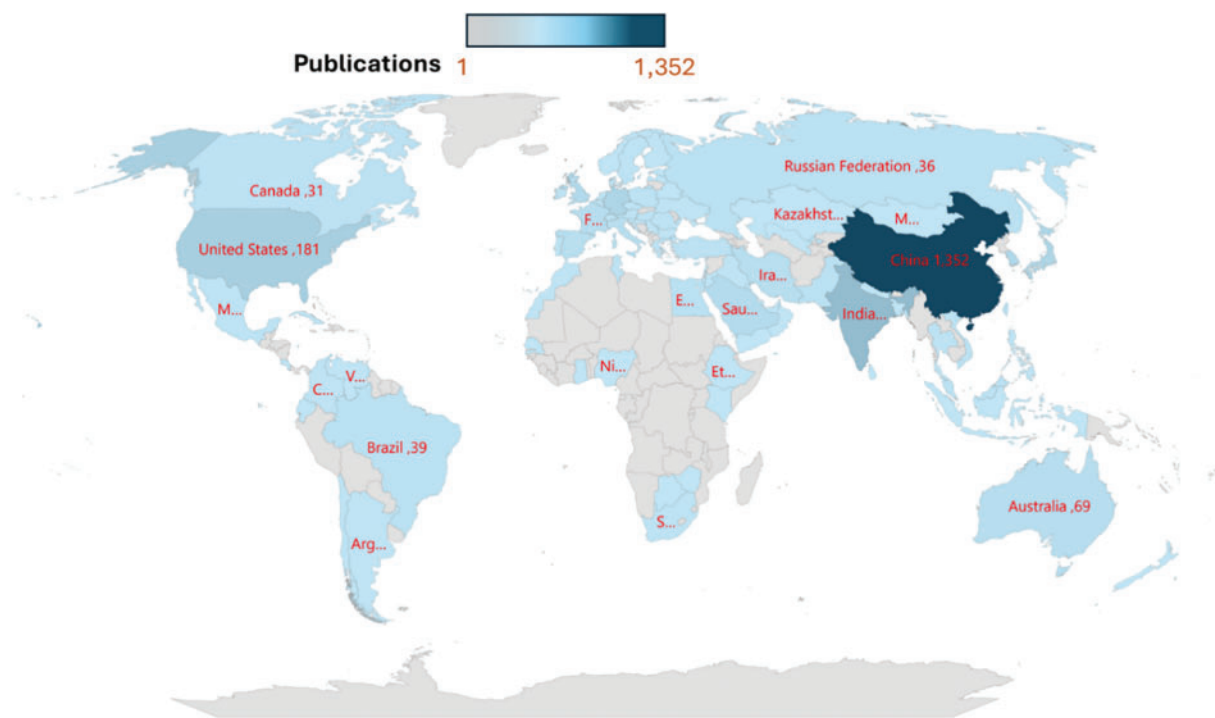 Publications 1 1,352
Russian Federation ,36
Canada ,31
Kazakhst...
M...
F...
United States ,181
China 1,352
Ira...
E...
Sau...
M...
India...
Ni...
Et...
V...
C...
Brazil ,39
Australia ,69
S...
Arg...